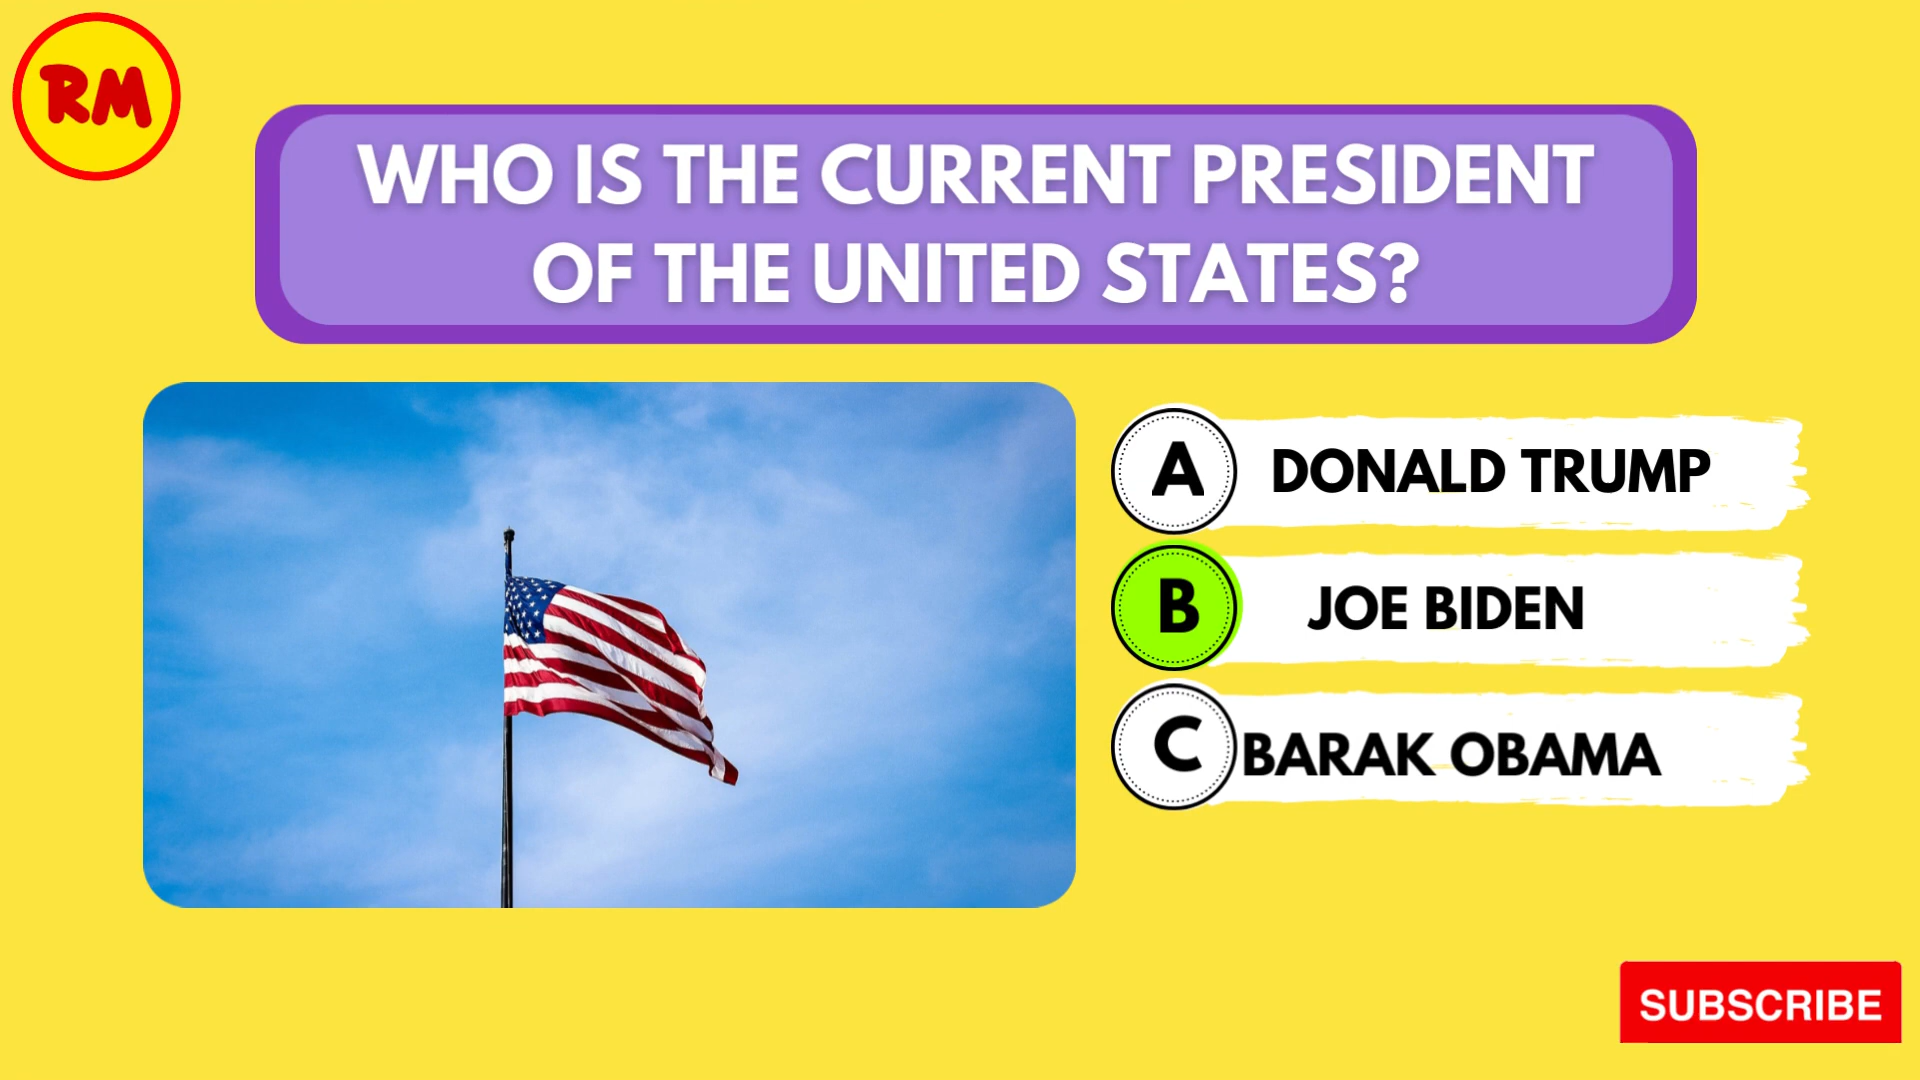 RM
WHO IS THE CURRENT PRESIDENT
OF THE UNITED STATES?
A DONALD TRUMP
B JOE BIDEN
C BARAK OBAMA
SUBSCRIBE